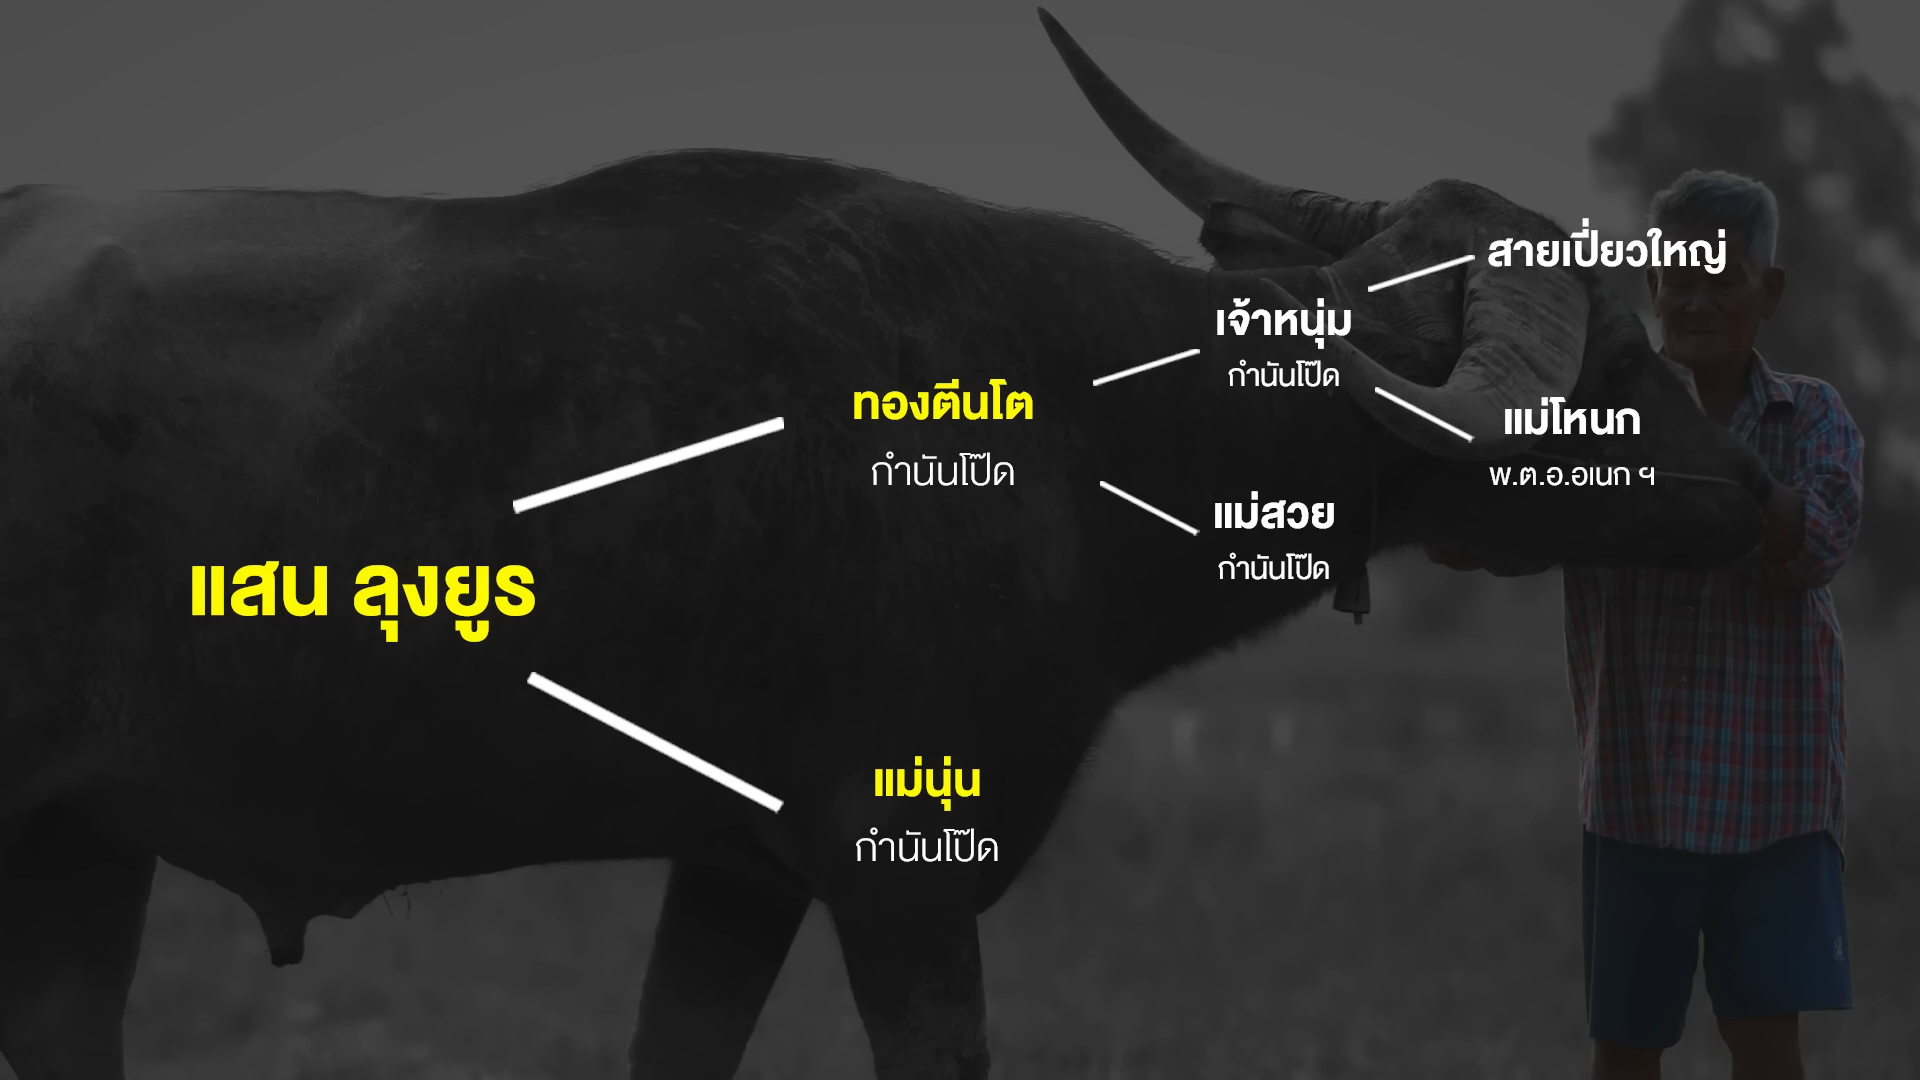 แสน ลุงยูร
ทองตีนโต
กำนันโป๊ด
แม่นุ่น
กำนันโป๊ด
เจ้าหนุ่ม
กำนันโป๊ด
แม่สวย
กำนันโป๊ด
สายเปี่ยวใหญ่
แม่โหนก
พ.ต.อ.อเนก ฯ